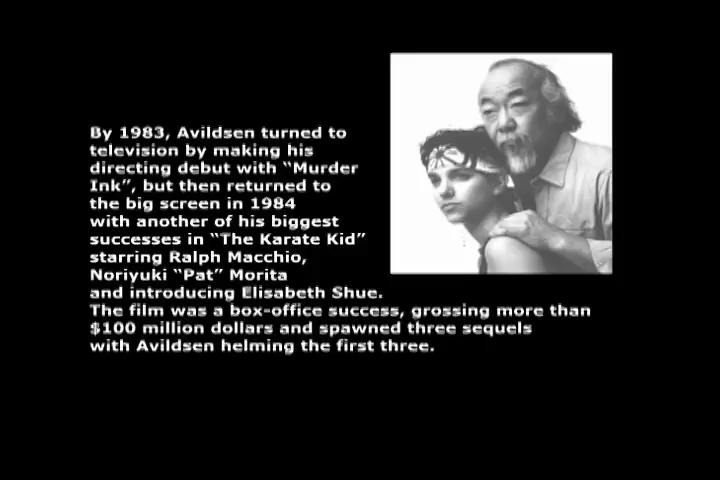 By 1983, Avildsen turned to
television by making his
directing debut with “Murder
Ink”, but then returned to
the big screen in 1984
with another of his biggest
successes in “The Karate Kid”
starring Ralph Macchio,
Noriyuki “Pat” Morita
and introducing Elisabeth Shue.
The film was a box-office success, grossing more than
$100 million dollars and spawned three sequels
with Avildsen helming the first three.